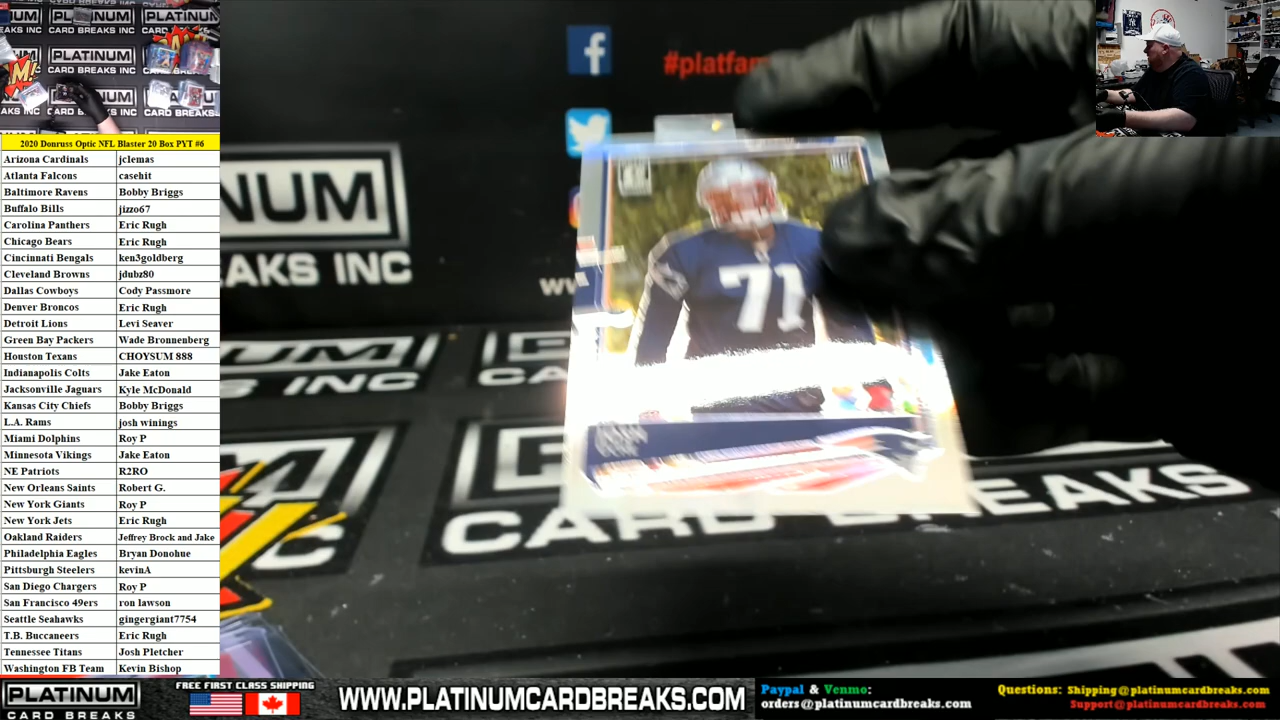 PLATINUM
CARD BREAKS INC
2020 Donruss Optic NFL Blaster 20 Box PYT #6
Arizona Cardinals jclemas
Atlanta Falcons casehit
Baltimore Ravens Bobby Briggs
Buffalo Bills jizzo67
Carolina Panthers Eric Rugh
Chicago Bears Eric Rugh
Cincinnati Bengals ken3goldberg
Cleveland Browns jdubz80
Dallas Cowboys Cody Passmore
Denver Broncos Eric Rugh
Detroit Lions Levi Seaver
Green Bay Packers Wade Bronnenberg
Houston Texans CHOYSUM 888
Indianapolis Colts Jake Eaton
Jacksonville Jaguars Kyle McDonald
Kansas City Chiefs Bobby Briggs
L.A. Rams josh winings
Miami Dolphins Roy P
Minnesota Vikings Jake Eaton
NE Patriots R2RO
New Orleans Saints Robert G.
New York Giants Roy P
New York Jets Eric Rugh
Oakland Raiders Jeffrey Brock and Jake
Philadelphia Eagles Bryan Donohue
Pittsburgh Steelers kevinA
San Diego Chargers Roy P
San Francisco 49ers ron lawson
Seattle Seahawks gingergiant7754
T.B. Buccaneers Eric Rugh
Tennessee Titans Josh Pletcher
Washington FB Team Kevin Bishop
#platfam
NUM
AKS INC
71
CARD BREAKS
PLATINUM
CARD BREAKS
FREE FIRST CLASS SHIPPING
WWW.PLATINUMCARDBREAKS.COM
Paypal & Venmo:
orders@platinumcardbreaks.com
Questions: Shipping@platinumcardbreaks.com
Support@platinumcardbreaks.com